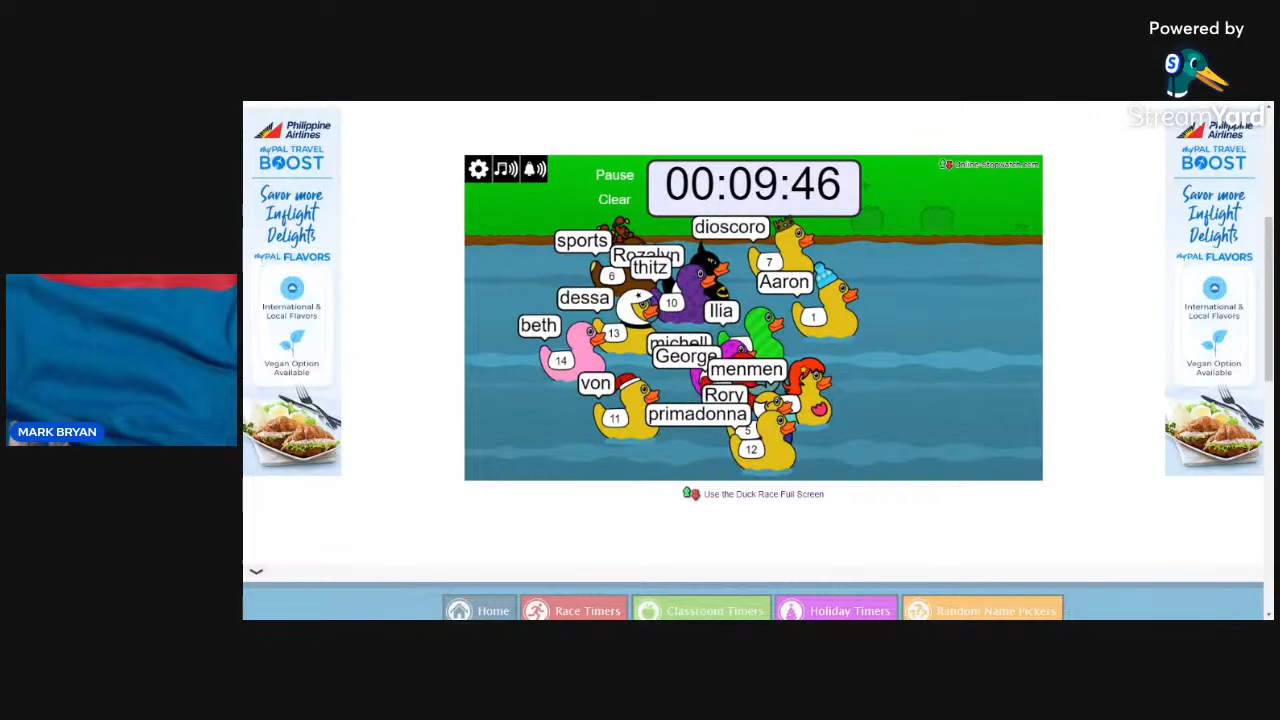 Powered by
S
StreamYard
Philippine
Airlines
myPAL TRAVEL
BOOST
Savor more
Inflight
Delights
myPAL FLAVORS
International &
Local Flavors
Vegan Option
Available
Pause
Clear
00:09:46
Online-Stopwatch.com
dioscoro
sports
Rozalyn
thitz
7
6
Aaron
dessa
10
Ilia
1
beth
13
michell
George
14
menmen
von
Rory
primadonna
11
5
12
Use the Duck Race Full Screen
MARK BRYAN
Philippine
Airlines
myPAL TRAVEL
BOOST
Savor more
Inflight
Delights
myPAL FLAVORS
International &
Local Flavors
Vegan Option
Available
Home
Race Timers
Classroom Timers
Holiday Timers
Random Name Pickers